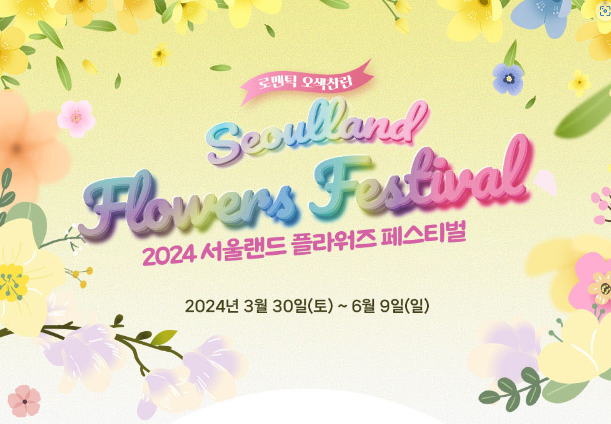 로맨틱 오색찬란
Seoulland
Flowers Festival
2024 서울랜드 플라워즈 페스티벌
2024년 3월 30일(토) ~ 6월 9일(일)